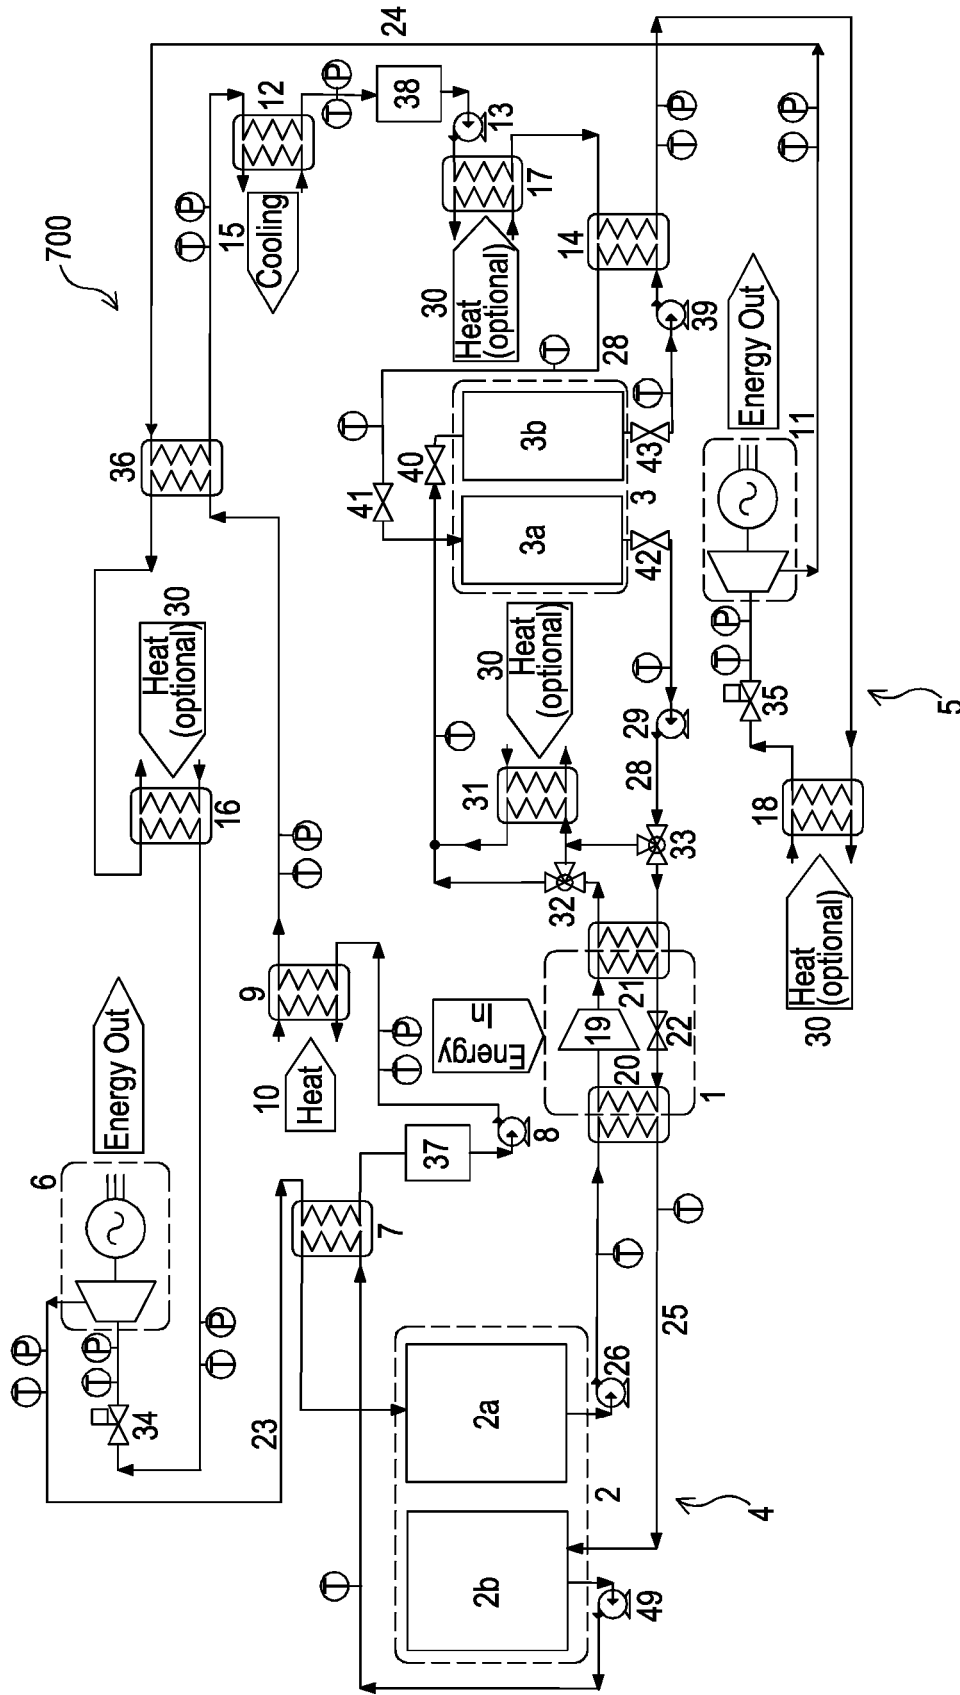 700
24
36
12
15
Cooling
T
P
T
P
38
13
17
30
Heat
(optional)
14
T
P
T
P
39
Energy Out
11
28
T
T
T
40
41
3b
3a
3
43
42
T
30
Heat
(optional)
T
31
29
28
33
32
T
P
35
5
18
30
Heat
(optional)
30
Heat
(optional)
16
T
P
9
10
Heat
T
P
Energy
In
19
21
22
20
1
8
37
7
6
Energy Out
T
P
T
P
T
P
34
23
T
T
25
26
2a
2b
2
4
49
T